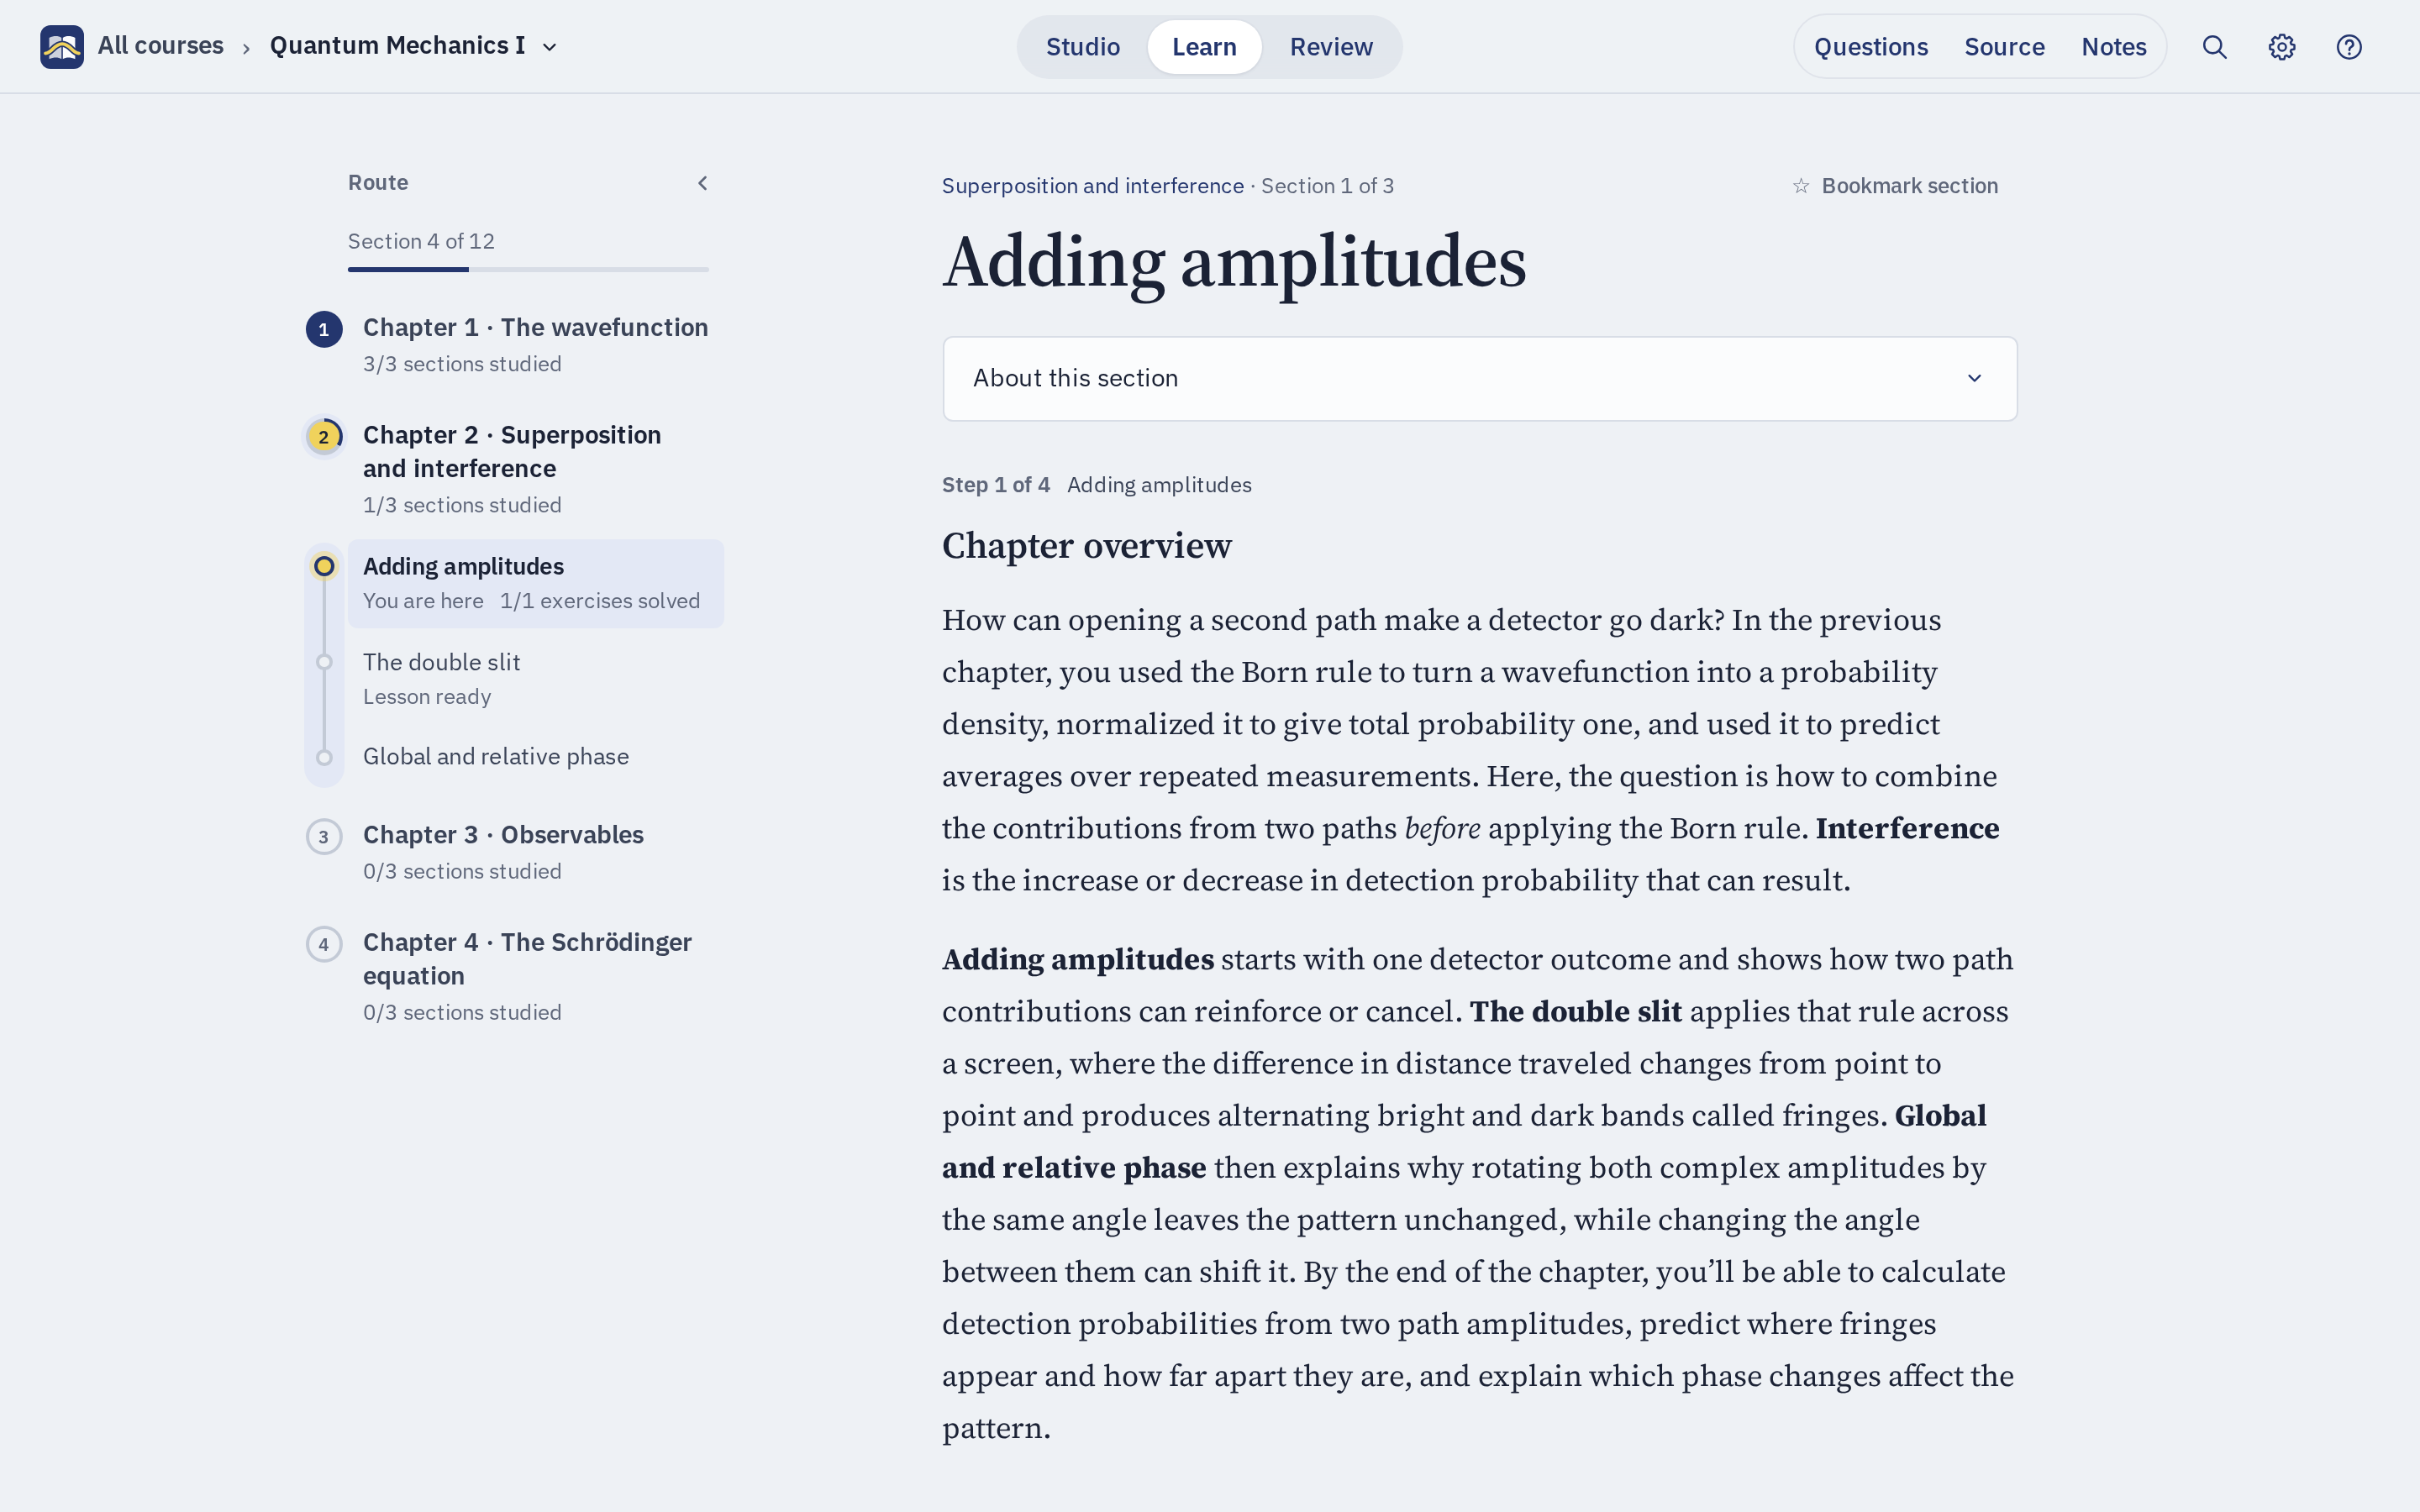 All courses › Quantum Mechanics I
Studio Learn Review
Questions Source Notes
Route
Section 4 of 12
1 Chapter 1 · The wavefunction
3/3 sections studied
2 Chapter 2 · Superposition
and interference
1/3 sections studied
Adding amplitudes
You are here 1/1 exercises solved
The double slit
Lesson ready
Global and relative phase
3 Chapter 3 · Observables
0/3 sections studied
4 Chapter 4 · The Schrödinger
equation
0/3 sections studied
Superposition and interference · Section 1 of 3
☆ Bookmark section
Adding amplitudes
About this section
Step 1 of 4 Adding amplitudes
Chapter overview
How can opening a second path make a detector go dark? In the previous
chapter, you used the Born rule to turn a wavefunction into a probability
density, normalized it to give total probability one, and used it to predict
averages over repeated measurements. Here, the question is how to combine
the contributions from two paths before applying the Born rule. Interference
is the increase or decrease in detection probability that can result.
Adding amplitudes starts with one detector outcome and shows how two path
contributions can reinforce or cancel. The double slit applies that rule across
a screen, where the difference in distance traveled changes from point to
point and produces alternating bright and dark bands called fringes. Global
and relative phase then explains why rotating both complex amplitudes by
the same angle leaves the pattern unchanged, while changing the angle
between them can shift it. By the end of the chapter, you’ll be able to calculate
detection probabilities from two path amplitudes, predict where fringes
appear and how far apart they are, and explain which phase changes affect the
pattern.